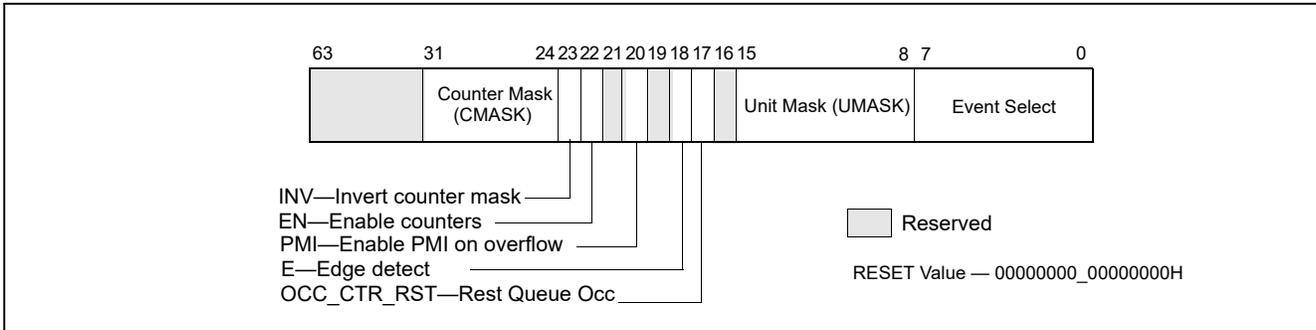 63 31 24 23 22 21 20 19 18 17 16 15 8 7 0
Counter Mask
(CMASK)
Unit Mask (UMASK)
Event Select
INV—Invert counter mask
EN—Enable counters
PMI—Enable PMI on overflow
E—Edge detect
OCC_CTR_RST—Rest Queue Occ
Reserved
RESET Value — 00000000_00000000H